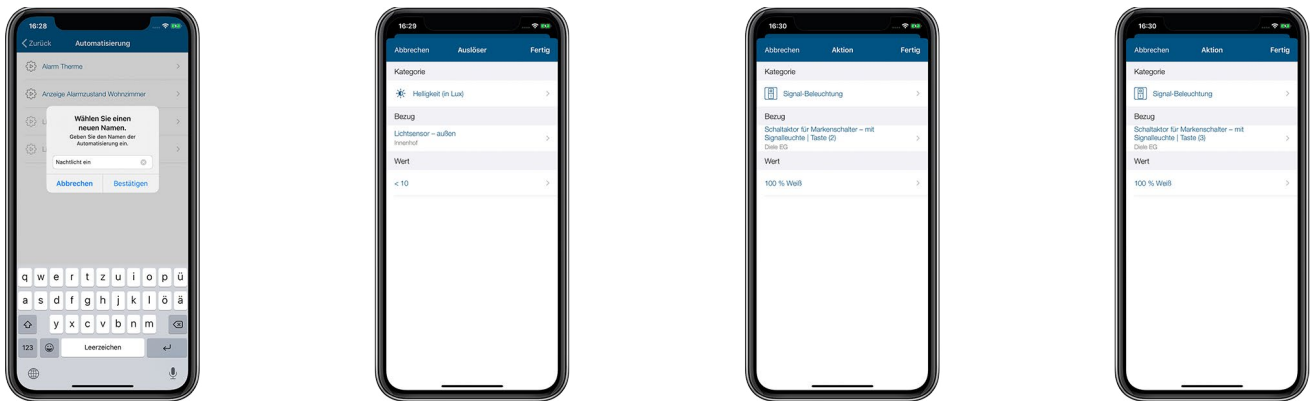 16:28
Zurück
Automatisierung
Alarm Therme
Anzeige Alarmzustand Wohnzimmer
L
L
Wählen Sie einen
neuen Namen.
Geben Sie den Namen der
Automatisierung ein.
Nachtlicht ein
Abbrechen
Bestätigen
q w e r t z u i o p ü
a s d f g h j k l ö ä
y x c v b n m
123
Leerzeichen
16:29
Abbrechen
Auslöser
Fertig
Kategorie
Helligkeit (in Lux)
Bezug
Lichtsensor – außen
Innenhof
Wert
< 10
16:30
Abbrechen
Aktion
Fertig
Kategorie
Signal-Beleuchtung
Bezug
Schaltaktor für Markenschalter – mit
Signalleuchte | Taste (2)
Diele EG
Wert
100 % Weiß
16:30
Abbrechen
Aktion
Fertig
Kategorie
Signal-Beleuchtung
Bezug
Schaltaktor für Markenschalter – mit
Signalleuchte | Taste (3)
Diele EG
Wert
100 % Weiß